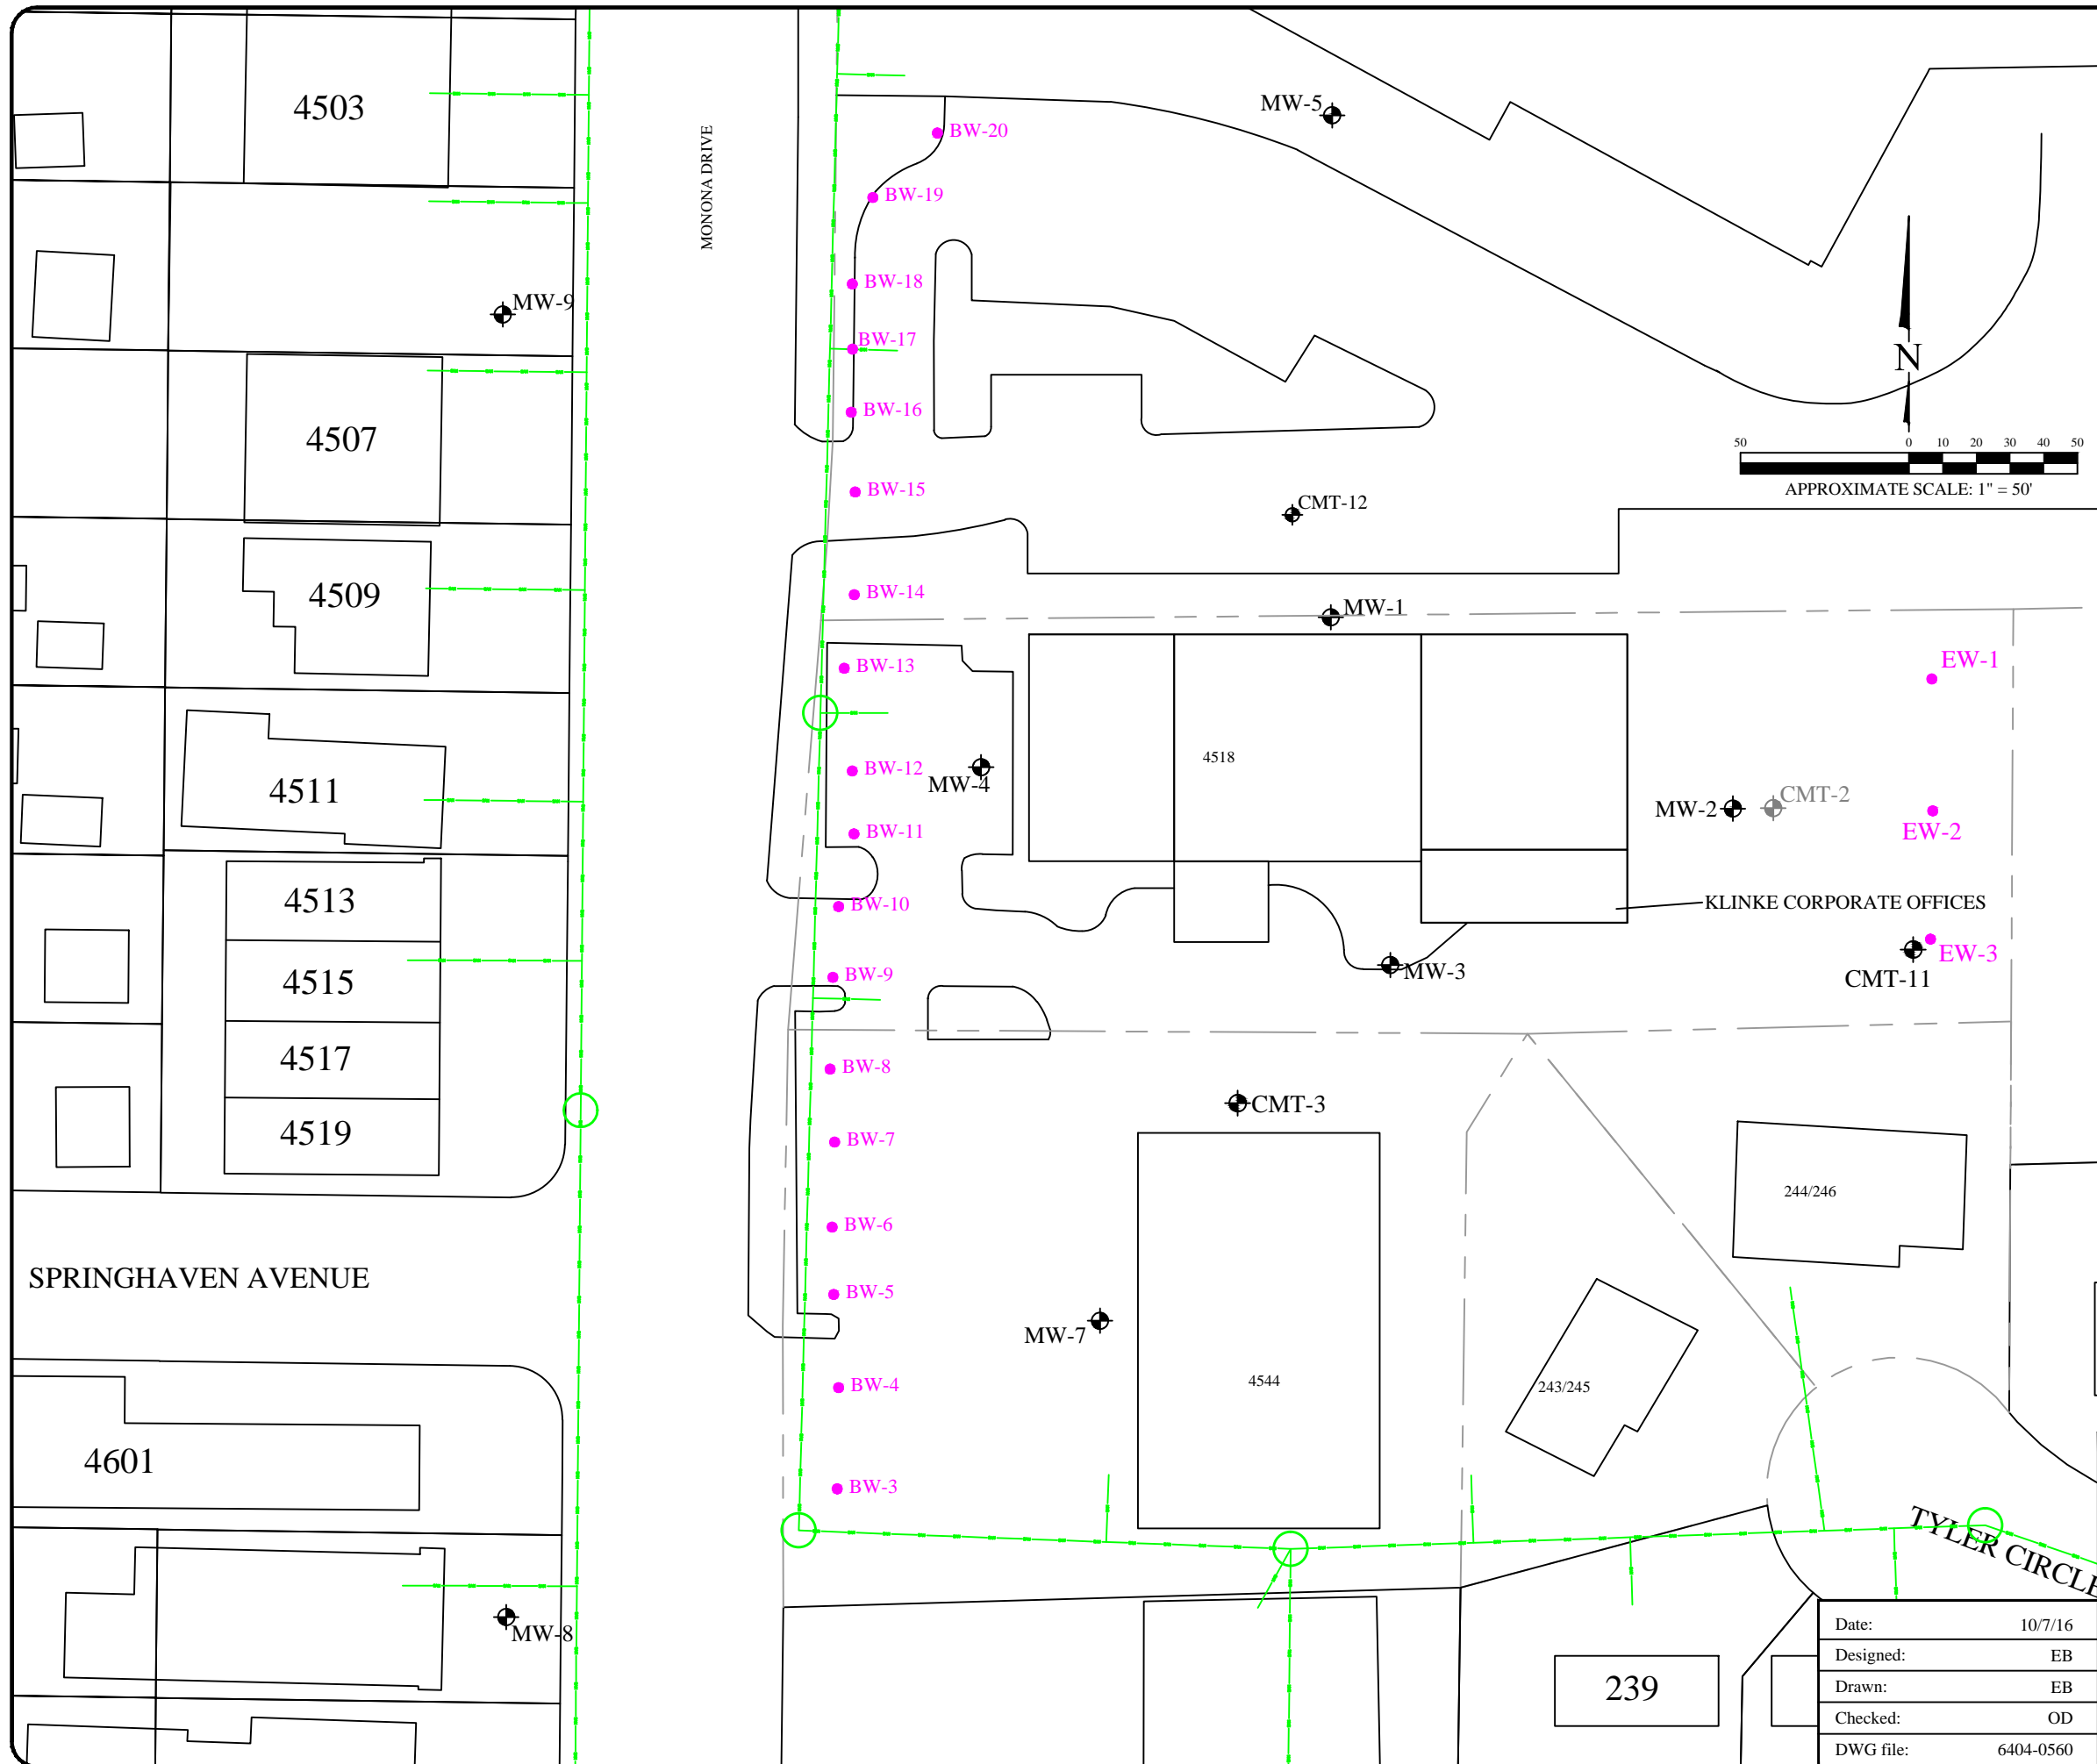 4503
MW-5
BW-20
MONONA DRIVE
BW-19
BW-18
MW-9
BW-17
N
BW-16
4507
50 0 10 20 30 40 50
APPROXIMATE SCALE: 1" = 50'
BW-15
CMT-12
4509
BW-14
MW-1
BW-13
EW-1
4518
BW-12
MW-4
4511
MW-2
CMT-2
BW-11
EW-2
4513
BW-10
KLINKE CORPORATE OFFICES
EW-3
BW-9
MW-3
CMT-11
4515
4517
BW-8
CMT-3
4519
BW-7
244/246
BW-6
SPRINGHAVEN AVENUE
BW-5
MW-7
BW-4
4544
243/245
4601
BW-3
TYLER CIRCLE
MW-8
239
Date: 10/7/16
Designed: EB
Drawn: EB
Checked: OD
DWG file: 6404-0560